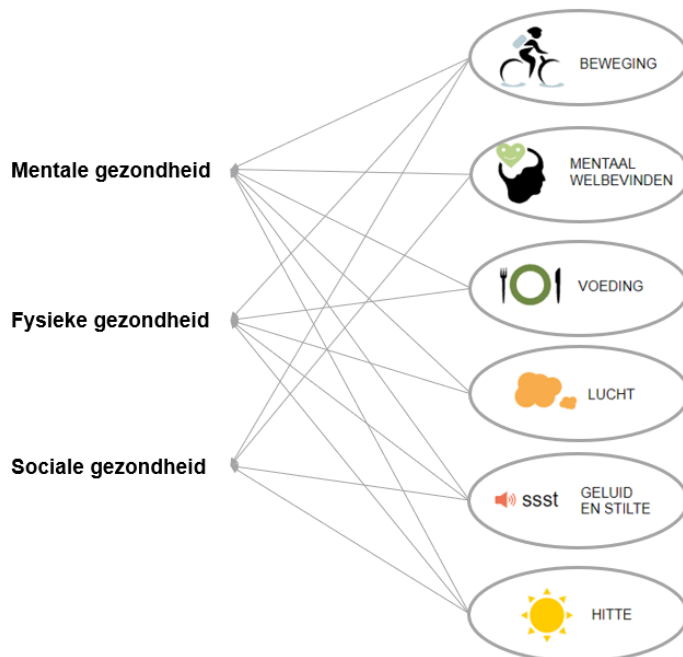 BEWEGING
Mentale gezondheid
MENTAAL
WELBEVINDEN
VOEDING
Fysieke gezondheid
LUCHT
Sociale gezondheid
ssst
GELUID
EN STILTE
HITTE